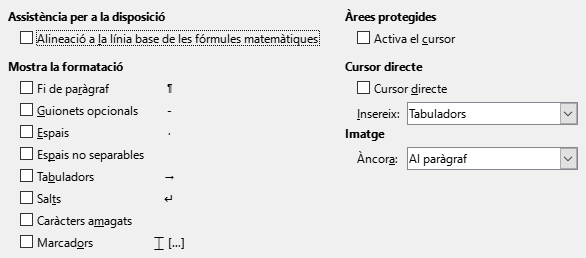 Assistència per a la disposició
Alineació a la línia base de les fórmules matemàtiques
Mostra la formatació
Fi de paràgraf ¶
Guionets opcionals -
Espais ·
Espais no separables
Tabuladors →
Salts ↵
Caràcters amagats
Marcadors [...]
Àrees protegides
Activa el cursor
Cursor directe
Cursor directe
Insereix: Tabuladors
Imatge
Àncora: Al paràgraf